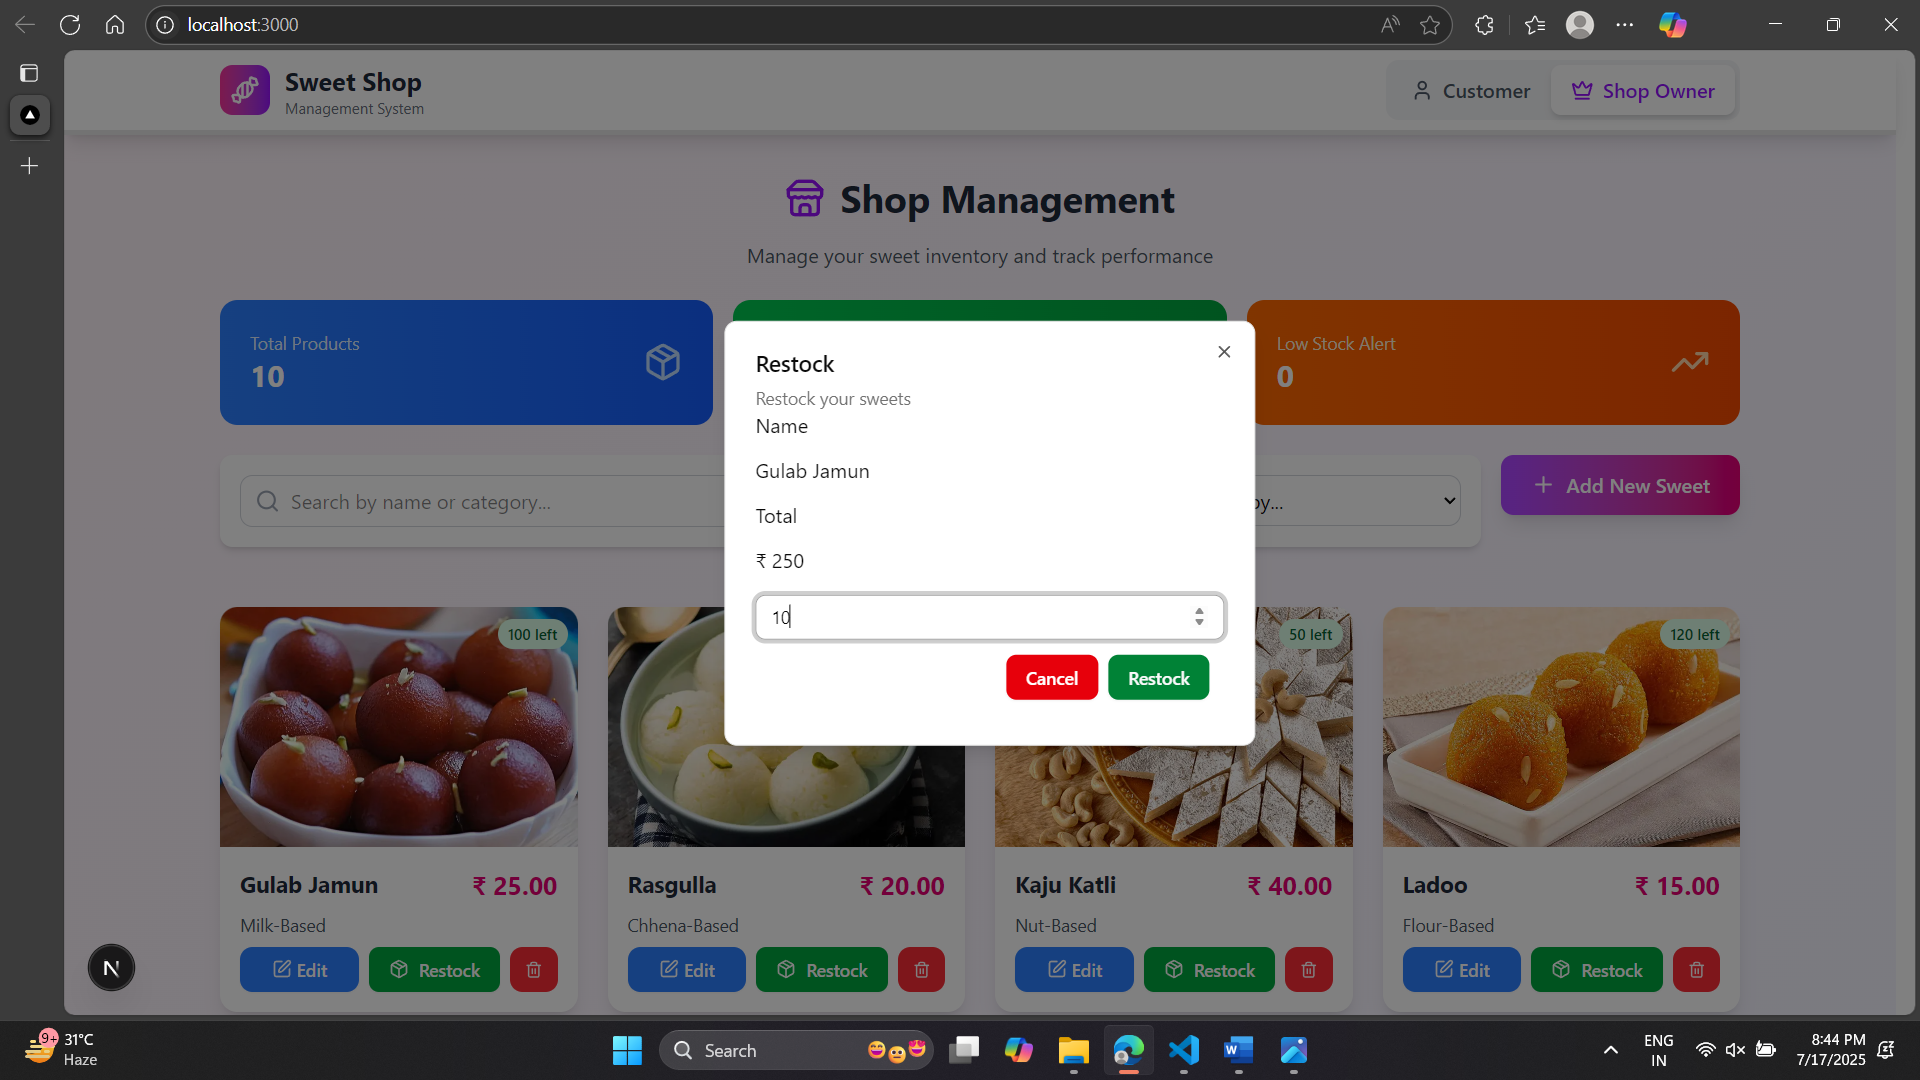 localhost:3000
Sweet Shop
Management System
Customer
Shop Owner
Shop Management
Manage your sweet inventory and track performance
Total Products
10
Low Stock Alert
0
Restock
Restock your sweets
Name
Gulab Jamun
Total
₹ 250
10
Cancel
Restock
Search by name or category...
by...
Add New Sweet
100 left
50 left
120 left
Gulab Jamun
₹ 25.00
Milk-Based
Edit
Restock
Rasgulla
₹ 20.00
Chhena-Based
Edit
Restock
Kaju Katli
₹ 40.00
Nut-Based
Edit
Restock
Ladoo
₹ 15.00
Flour-Based
Edit
Restock
N
9+
31°C
Haze
Search
W
ENG
IN
8:44 PM
7/17/2025